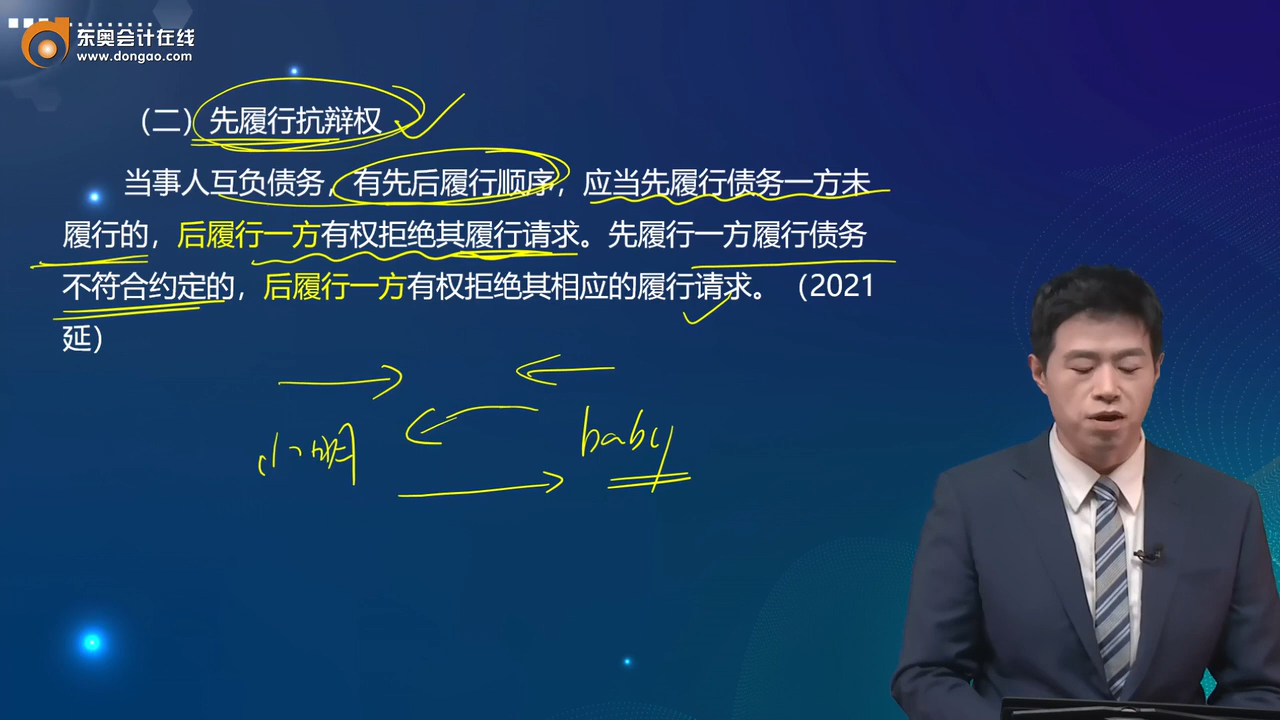 东奥会计在线
www.dongao.com
（二）先履行抗辩权
当事人互负债务，有先后履行顺序，应当先履行债务一方未
履行的，后履行一方有权拒绝其履行请求。先履行一方履行债务
不符合约定的，后履行一方有权拒绝其相应的履行请求。（2021
延）
小明 baby